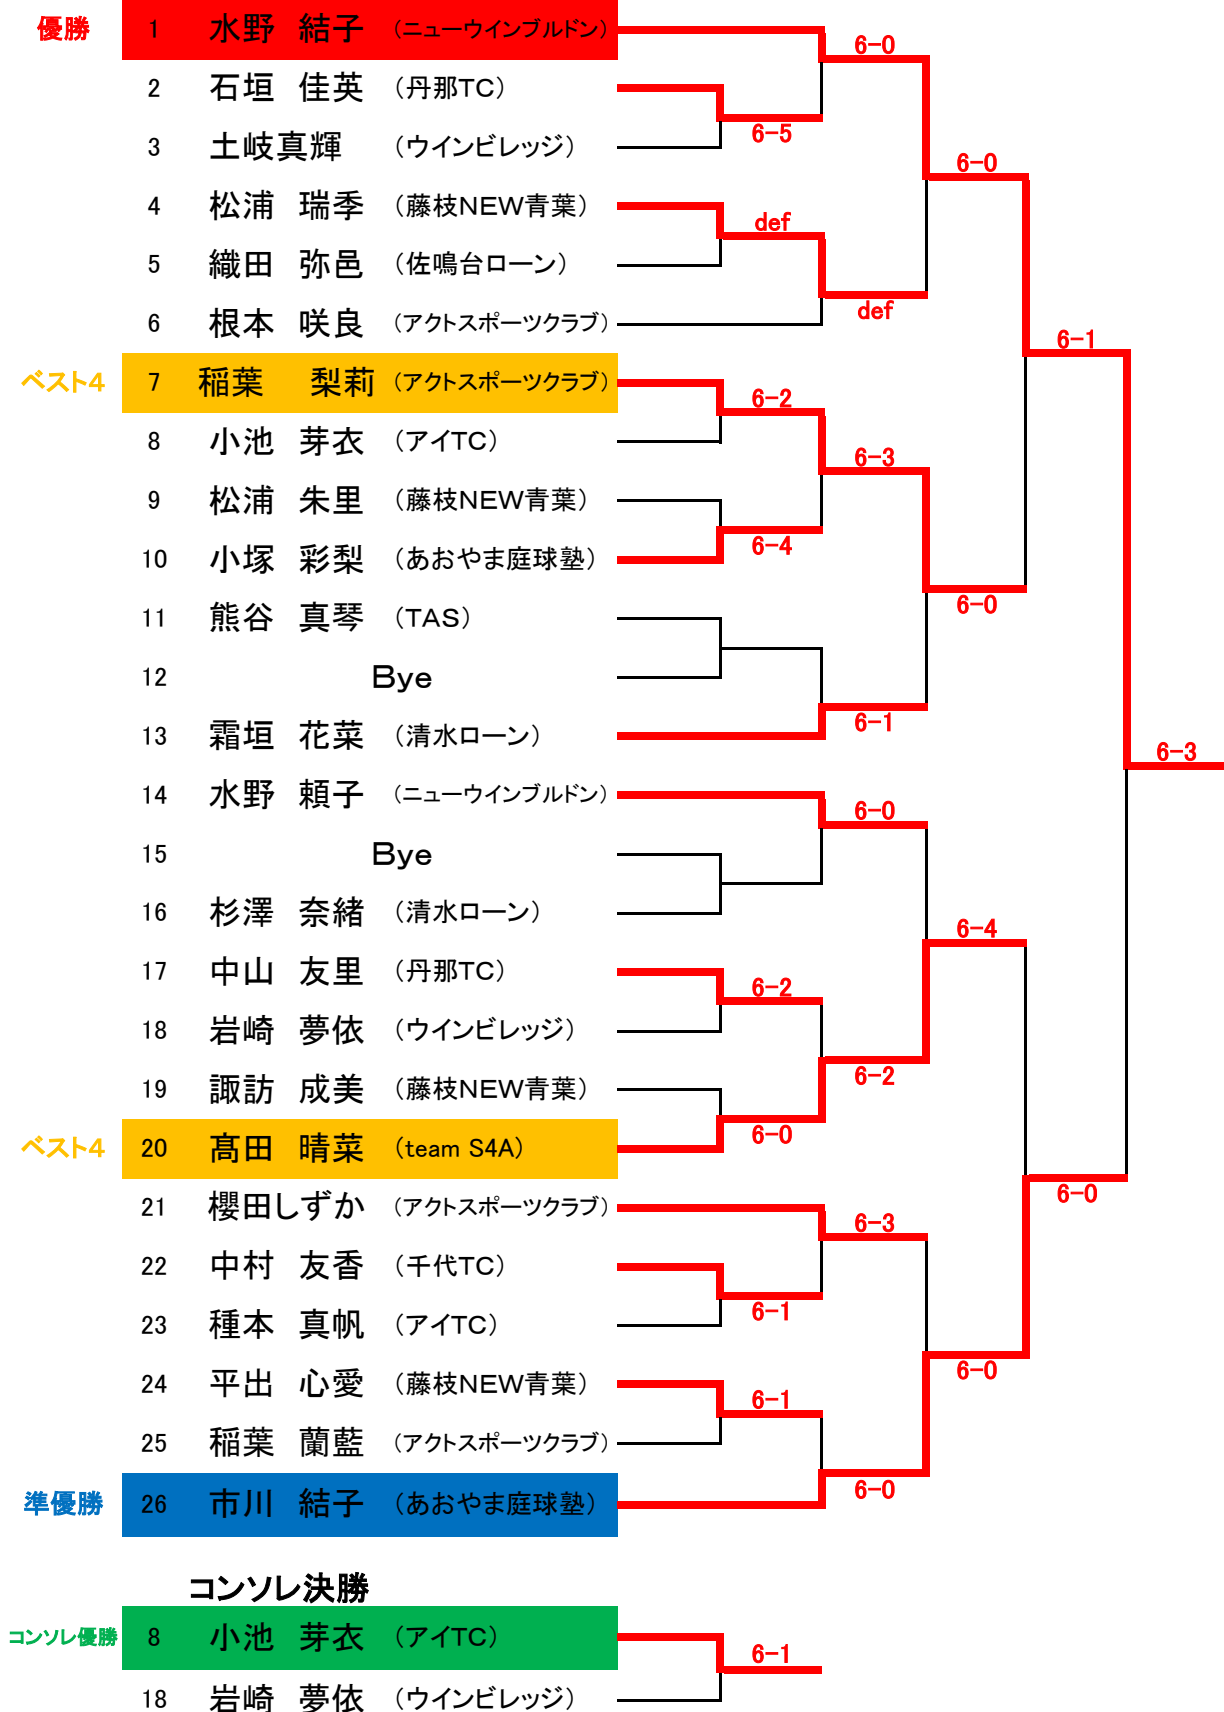 優勝 1 水野 結子 (ニューウインブルドン)
6-0
2 石垣 佳英 (丹那TC)
6-5
3 土岐真輝 (ウインビレッジ)
6-0
4 松浦 瑞季 (藤枝NEW青葉)
def
5 織田 弥邑 (佐鳴台ローン)
def
6 根本 咲良 (アクトスポーツクラブ)
6-1
ベスト4 7 稲葉 梨莉 (アクトスポーツクラブ)
6-2
8 小池 芽衣 (アイTC)
6-3
9 松浦 朱里 (藤枝NEW青葉)
6-4
10 小塚 彩梨 (あおやま庭球塾)
6-0
11 熊谷 真琴 (TAS)
12 Bye
6-1
13 霜垣 花菜 (清水ローン)
6-3
14 水野 頼子 (ニューウインブルドン)
6-0
15 Bye
16 杉澤 奈緒 (清水ローン)
6-4
17 中山 友里 (丹那TC)
6-2
18 岩崎 夢依 (ウインビレッジ)
6-2
19 諏訪 成美 (藤枝NEW青葉)
6-0
ベスト4 20 髙田 晴菜 (team S4A)
6-0
21 櫻田しずか (アクトスポーツクラブ)
6-3
22 中村 友香 (千代TC)
6-1
23 種本 真帆 (アイTC)
6-0
24 平出 心愛 (藤枝NEW青葉)
6-1
25 稲葉 蘭藍 (アクトスポーツクラブ)
6-0
準優勝 26 市川 結子 (あおやま庭球塾)
コンソレ決勝
コンソレ優勝 8 小池 芽衣 (アイTC)
6-1
18 岩崎 夢依 (ウインビレッジ)